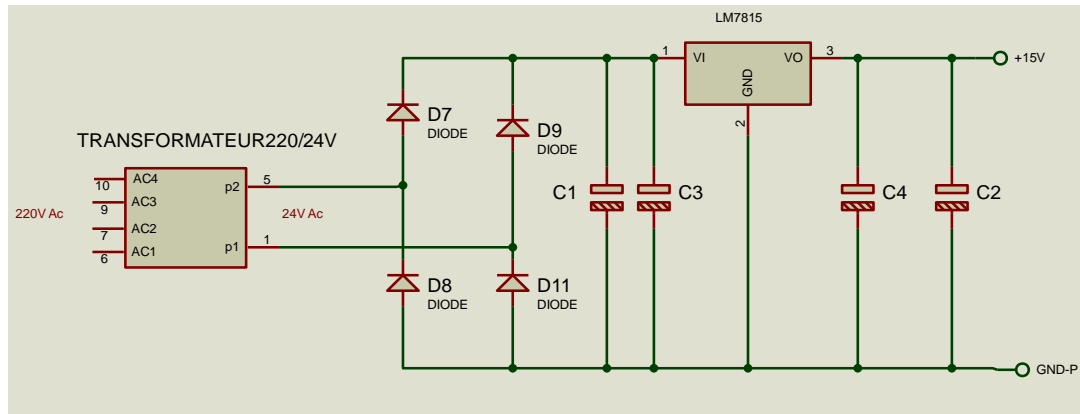 LM7815
1
VI
VO
3
+15V
GND
2
D7
DIODE
D9
DIODE
TRANSFORMATEUR220/24V
10
AC4
p2
5
C1
C3
C4
C2
220V Ac
9
AC3
24V Ac
7
AC2
p1
1
6
AC1
D8
DIODE
D11
DIODE
GND-P